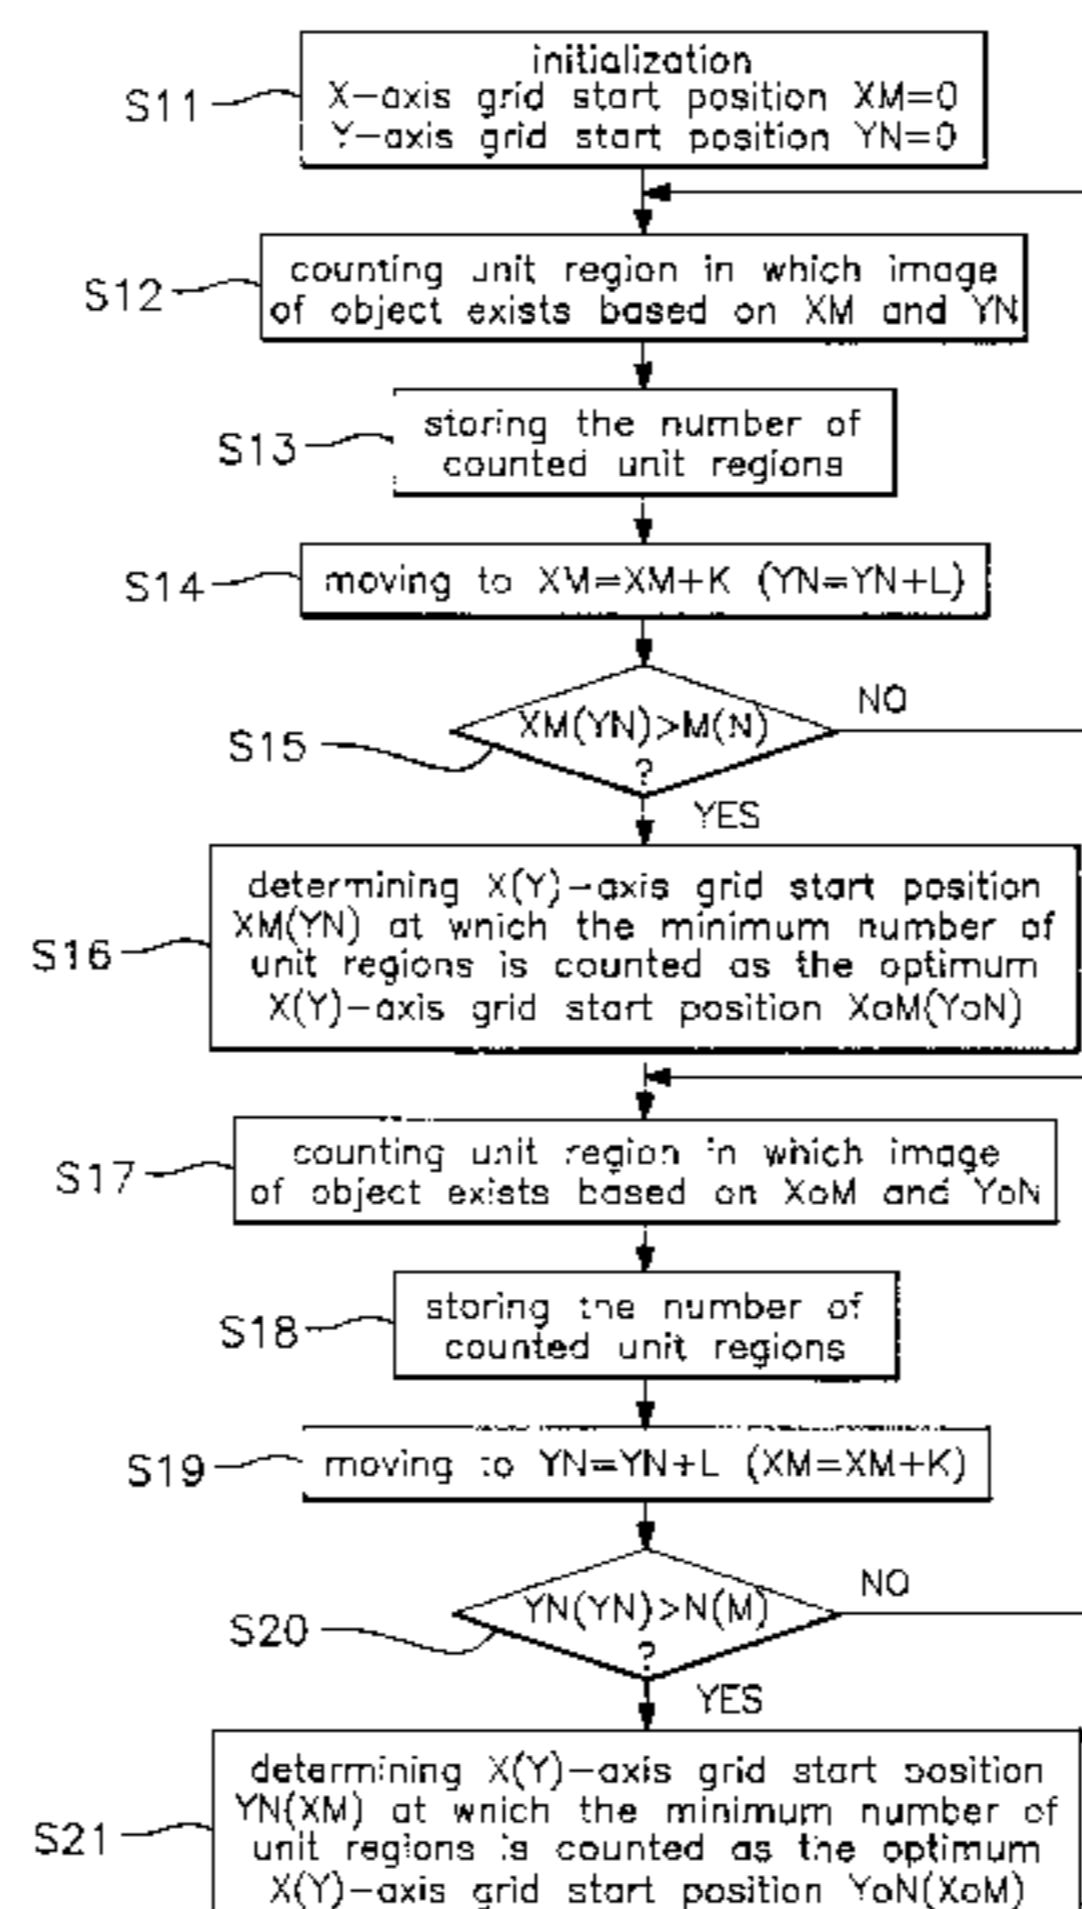 initialization
S11
X-axis grid start position XM=0
Y-axis grid start position YN=0
S12
counting unit region in which image
of object exists based on XM and YN
S13
storing the number of
counted unit regions
S14
moving to XM=XM+K (YN=YN+L)
NO
S15
XM(YN)>M(N)
?
YES
S16
determining X(Y)-axis grid start position
XM(YN) at which the minimum number of
unit regions is counted as the optimum
X(Y)-axis grid start position XoM(YoN)
S17
counting unit region in which image
of object exists based on XoM and YoN
S18
storing the number of
counted unit regions
S19
moving to YN=YN+L (XM=XM+K)
NO
S20
YN(YN)>N(M)
?
YES
S21
determining X(Y)-axis grid start position
YN(XM) at which the minimum number of
unit regions is counted as the optimum
X(Y)-axis grid start position YoN(XoM)